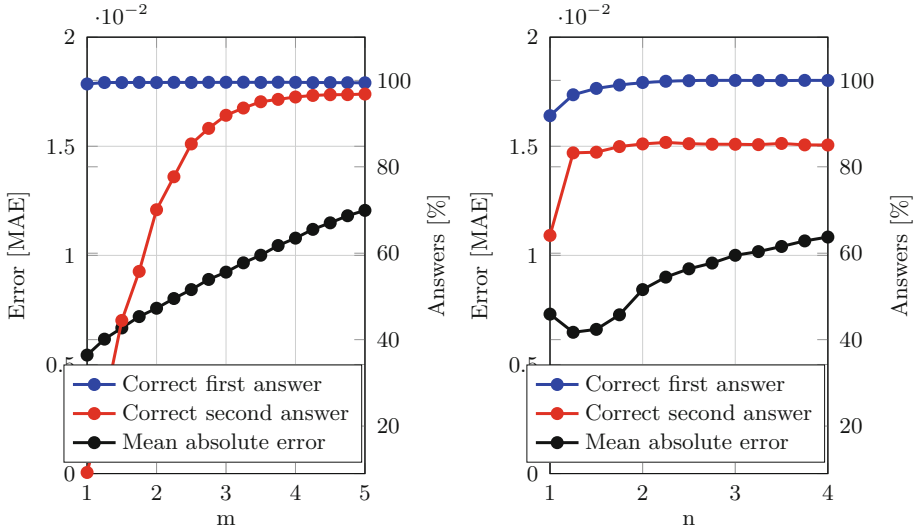 ·10⁻²
2
1.5
1
0.5
0
Error [MAE]
100
80
60
40
20
Answers [%]
Correct first answer
Correct second answer
Mean absolute error
1 2 3 4 5
m
·10⁻²
2
1.5
1
0.5
0
Error [MAE]
100
80
60
40
20
Answers [%]
Correct first answer
Correct second answer
Mean absolute error
1 2 3 4
n